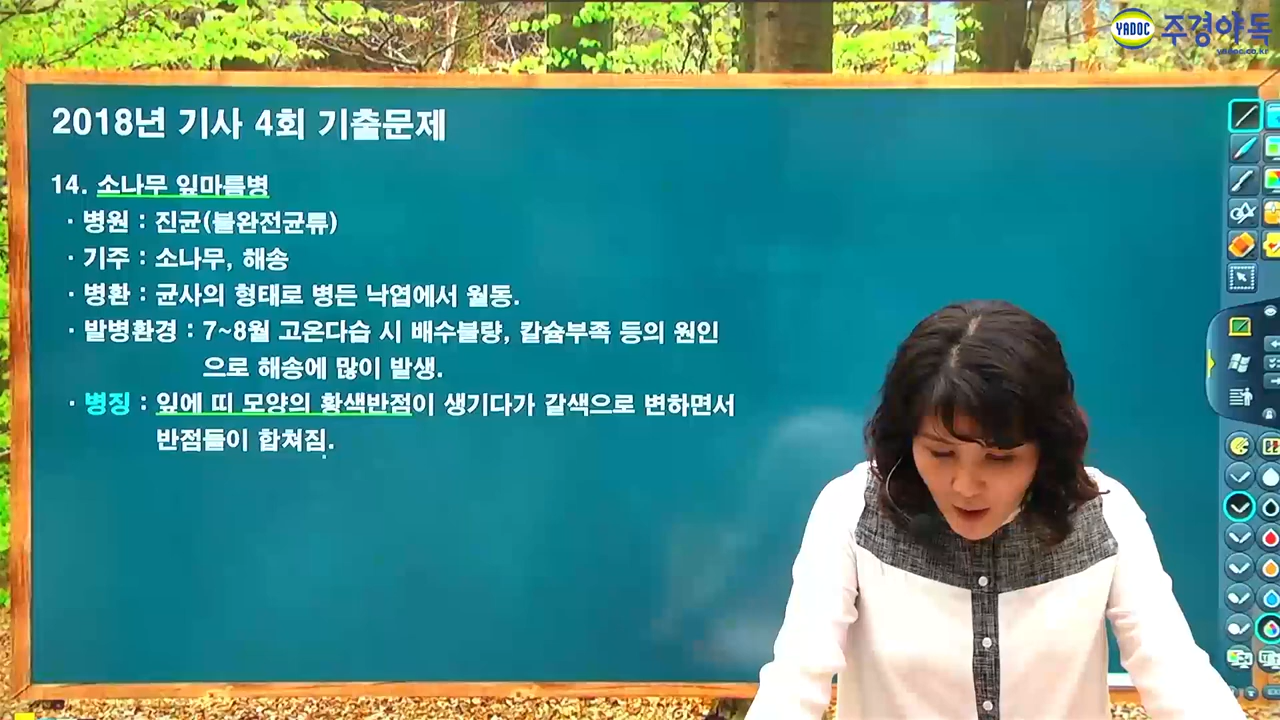 YADOC 주경야독
yadoc.co.kr
2018년 기사 4회 기출문제
14. 소나무 잎마름병
· 병원 : 진균(불완전균류)
· 기주 : 소나무, 해송
· 병환 : 균사의 형태로 병든 낙엽에서 월동.
· 발병환경 : 7~8월 고온다습 시 배수불량, 칼슘부족 등의 원인
으로 해송에 많이 발생.
· 병징 : 잎에 띠 모양의 황색반점이 생기다가 갈색으로 변하면서
반점들이 합쳐짐.